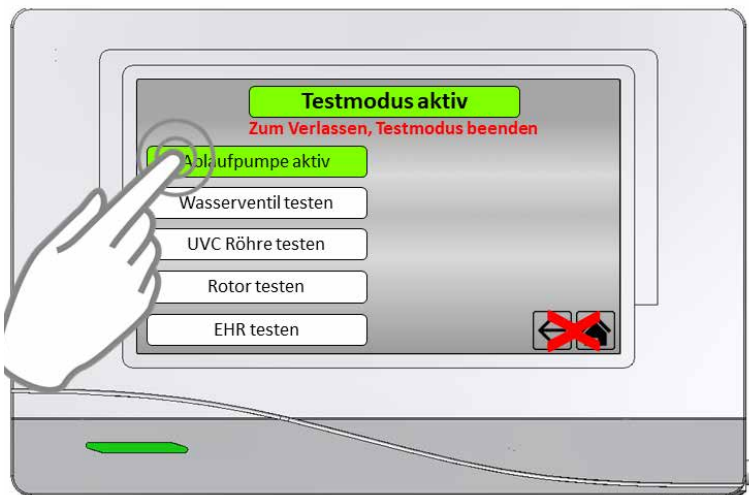 Testmodus aktiv
Zum Verlassen, Testmodus beenden
Ablaufpumpe aktiv
Wasserventil testen
UVC Röhre testen
Rotor testen
EHR testen